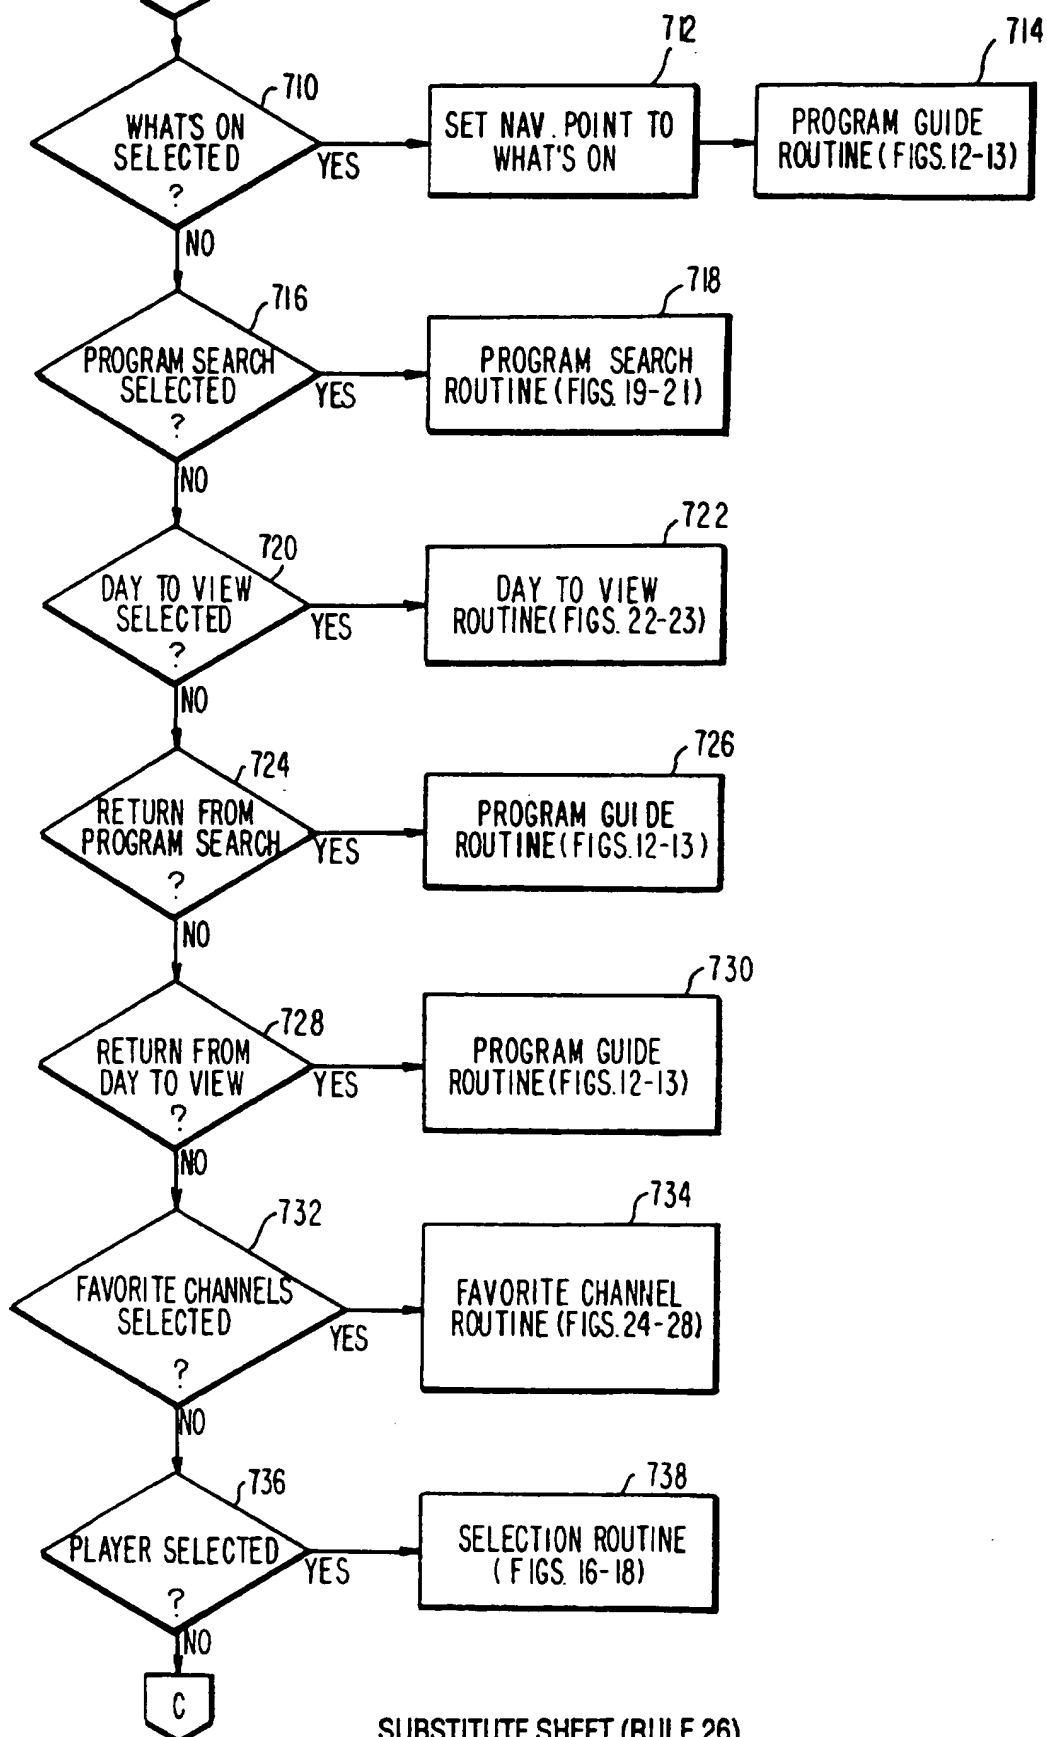 712
714
710
WHAT'S ON
SELECTED
?
YES
SET NAV. POINT TO
WHAT'S ON
PROGRAM GUIDE
ROUTINE (FIGS. 12-13)
NO
716
718
PROGRAM SEARCH
SELECTED
?
YES
PROGRAM SEARCH
ROUTINE (FIGS. 19-21)
NO
720
722
DAY TO VIEW
SELECTED
?
YES
DAY TO VIEW
ROUTINE (FIGS. 22-23)
NO
724
726
RETURN FROM
PROGRAM SEARCH
?
YES
PROGRAM GUIDE
ROUTINE (FIGS. 12-13)
NO
728
730
RETURN FROM
DAY TO VIEW
?
YES
PROGRAM GUIDE
ROUTINE (FIGS. 12-13)
NO
732
734
FAVORITE CHANNELS
SELECTED
?
YES
FAVORITE CHANNEL
ROUTINE (FIGS. 24-28)
NO
736
738
PLAYER SELECTED
?
YES
SELECTION ROUTINE
(FIGS. 16-18)
NO
C
SUBSTITUTE SHEET (RULE 26)